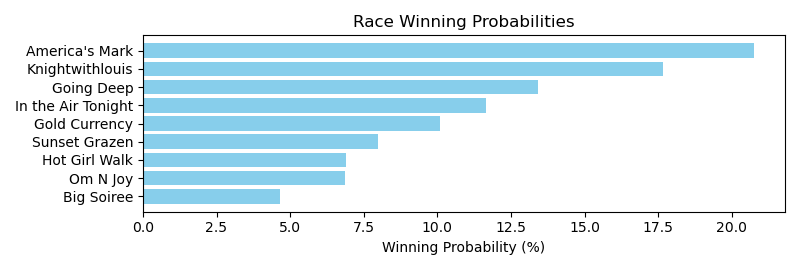 Race Winning Probabilities
America's Mark
Knightwithlouis
Going Deep
In the Air Tonight
Gold Currency
Sunset Grazen
Hot Girl Walk
Om N Joy
Big Soiree
0.0 2.5 5.0 7.5 10.0 12.5 15.0 17.5 20.0
Winning Probability (%)